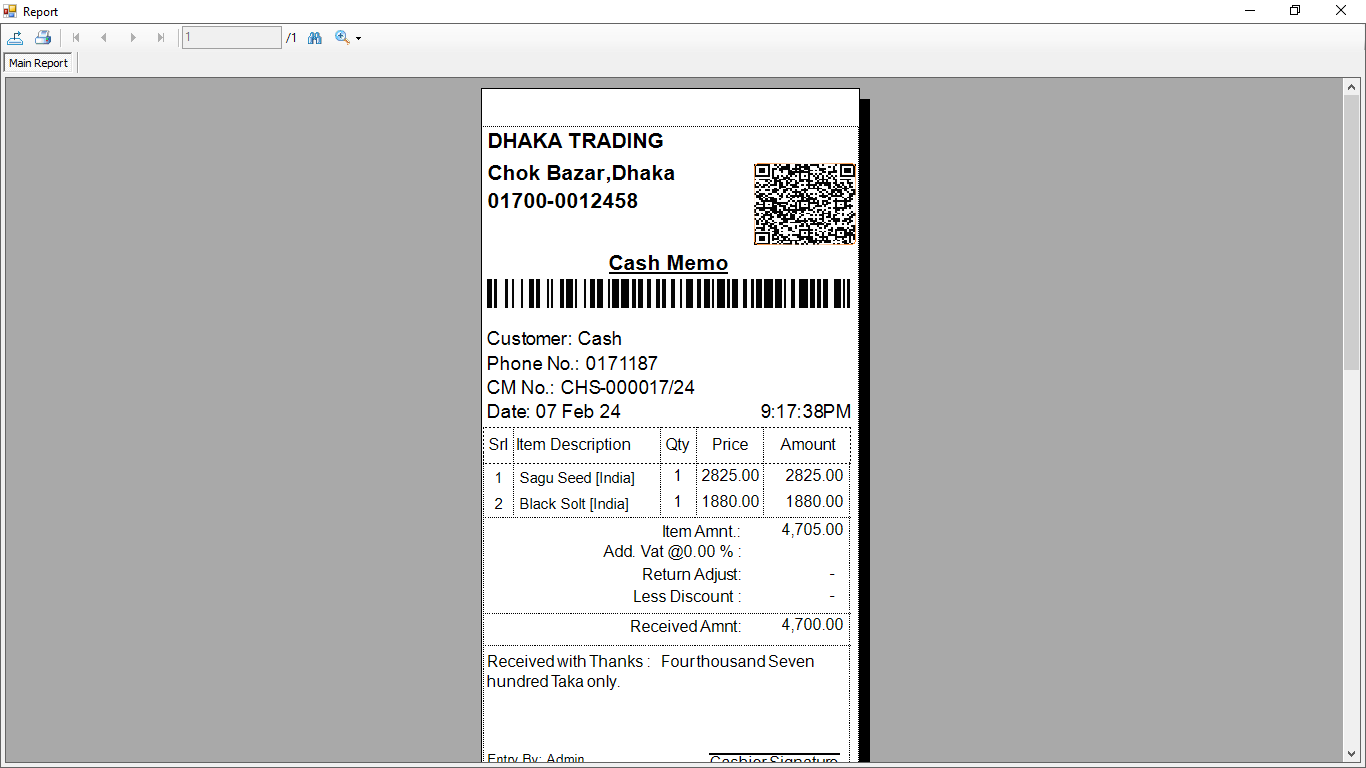 Report
1 /1
Main Report
DHAKA TRADING
Chok Bazar,Dhaka
01700-0012458
Cash Memo
Customer: Cash
Phone No.: 0171187
CM No.: CHS-000017/24
Date: 07 Feb 24 9:17:38PM
Srl Item Description Qty Price Amount
1 Sagu Seed [India] 1 2825.00 2825.00
2 Black Solt [India] 1 1880.00 1880.00
Item Amnt.: 4,705.00
Add. Vat @0.00 % :
Return Adjust: -
Less Discount : -
Received Amnt: 4,700.00
Received with Thanks : Four thousand Seven
hundred Taka only.
Entry By: Admin Cashier Signature